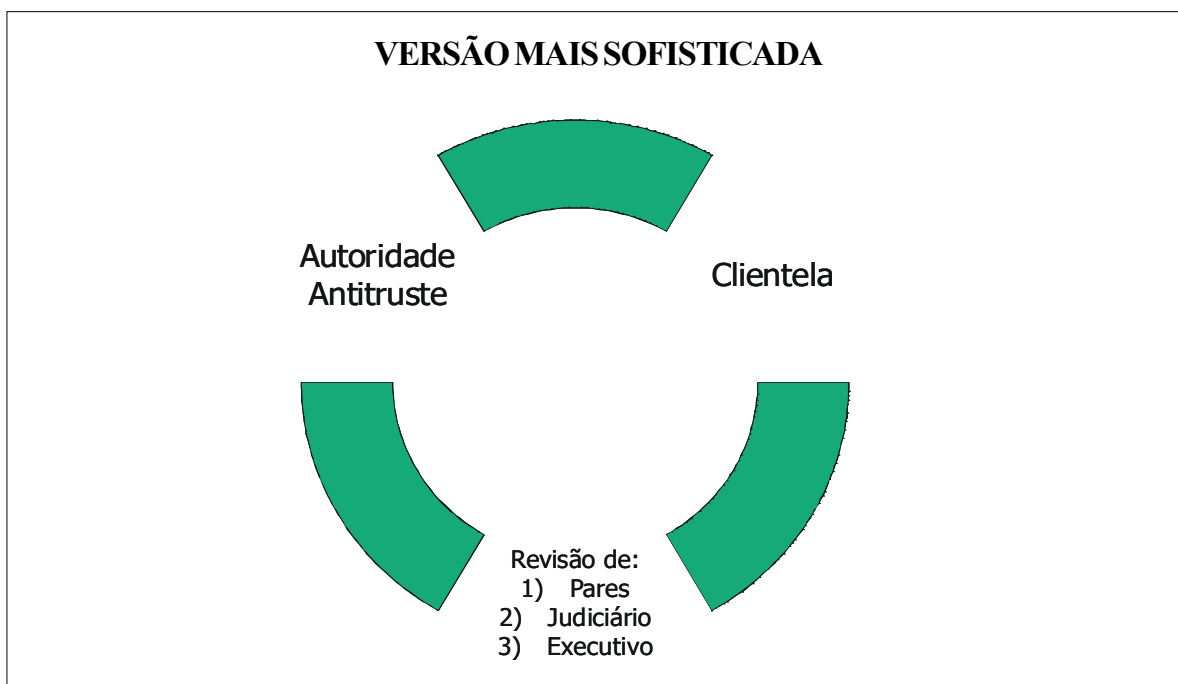 VERSÃO MAIS SOFISTICADA
Autoridade
Antitruste
Clientela
Revisão de:
1) Pares
2) Judiciário
3) Executivo